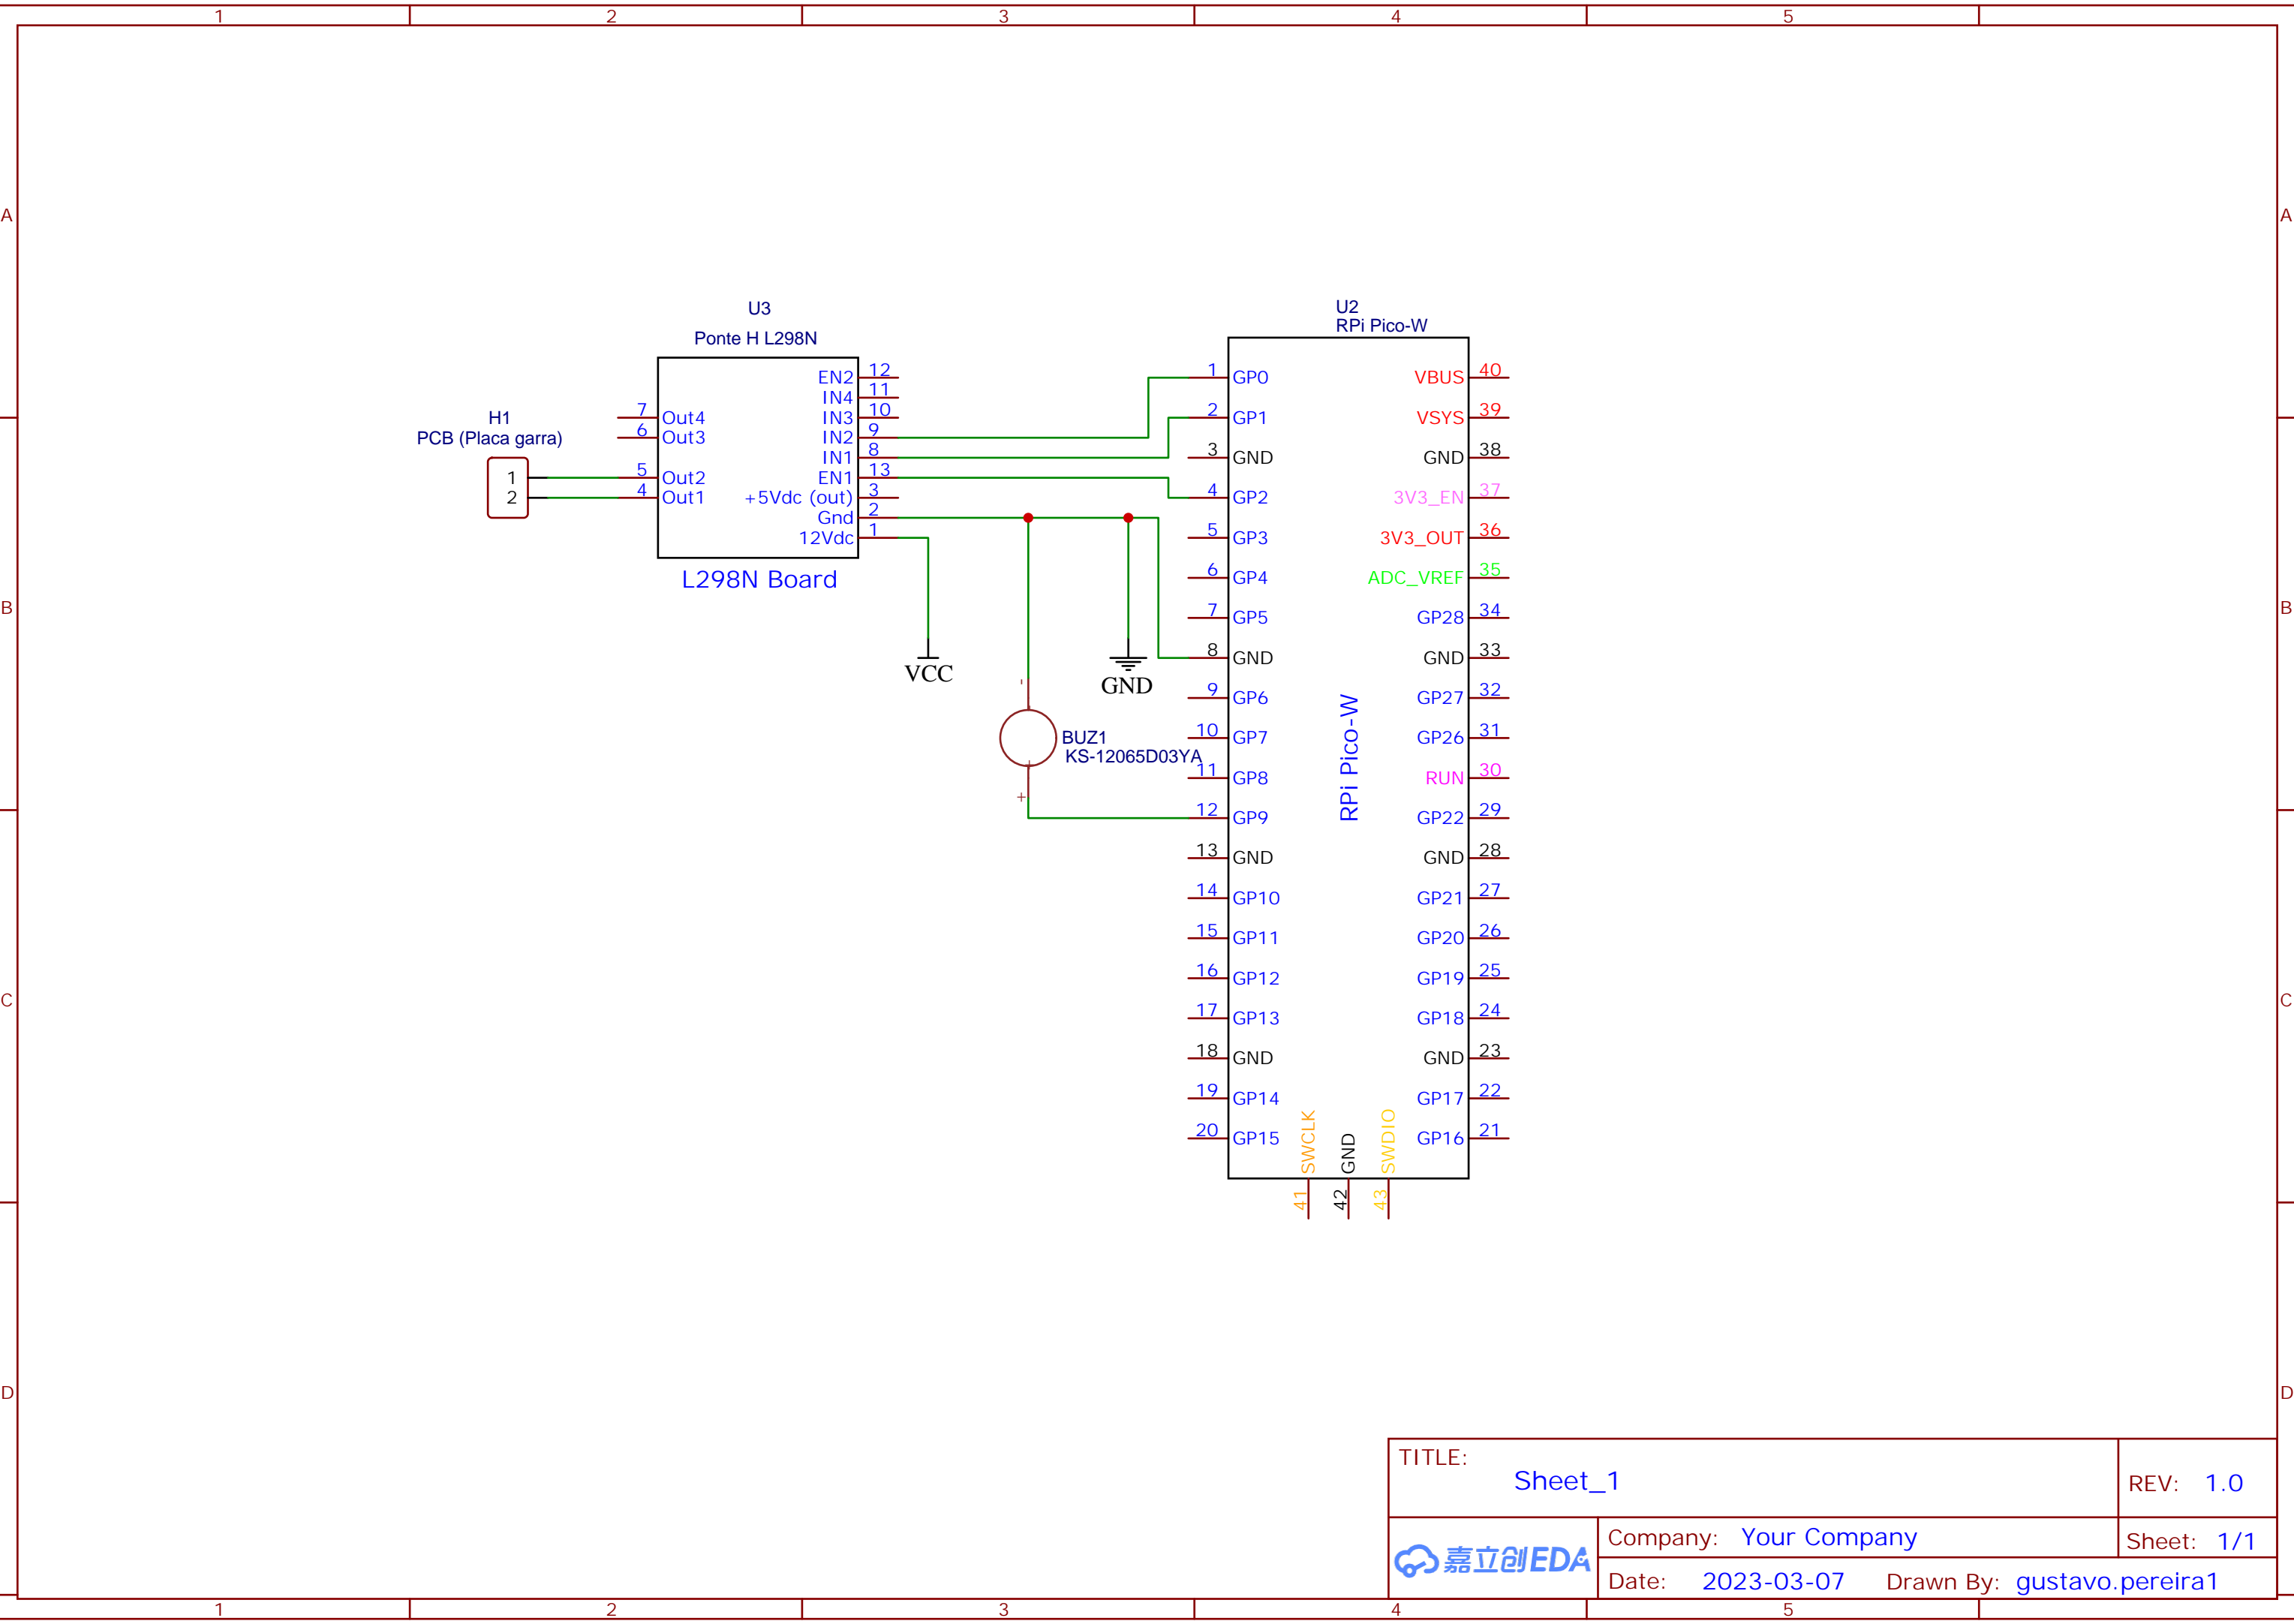 1 2 3 4 5
A A
B B
C C
D D
U3
Ponte H L298N
EN2 12
IN4 11
IN3 10
IN2 9
IN1 8
EN1 13
+5Vdc (out) 3
Gnd 2
12Vdc 1
7 Out4
6 Out3
5 Out2
4 Out1
L298N Board
H1
PCB (Placa garra)
1
2
VCC
GND
-
BUZ1
KS-12065D03YA
+
U2
RPi Pico-W
1 GP0 VBUS 40
2 GP1 VSYS 39
3 GND GND 38
4 GP2 3V3_EN 37
5 GP3 3V3_OUT 36
6 GP4 ADC_VREF 35
7 GP5 GP28 34
8 GND GND 33
9 GP6 GP27 32
10 GP7 GP26 31
11 GP8 RUN 30
12 GP9 GP22 29
13 GND GND 28
14 GP10 GP21 27
15 GP11 GP20 26
16 GP12 GP19 25
17 GP13 GP18 24
18 GND GND 23
19 GP14 GP17 22
20 GP15 GP16 21
RPi Pico-W
41 SWCLK
42 GND
43 SWDIO
TITLE:
Sheet_1
REV: 1.0
嘉立创EDA
Company: Your Company
Sheet: 1/1
Date: 2023-03-07 Drawn By: gustavo.pereira1
1 2 3 4 5